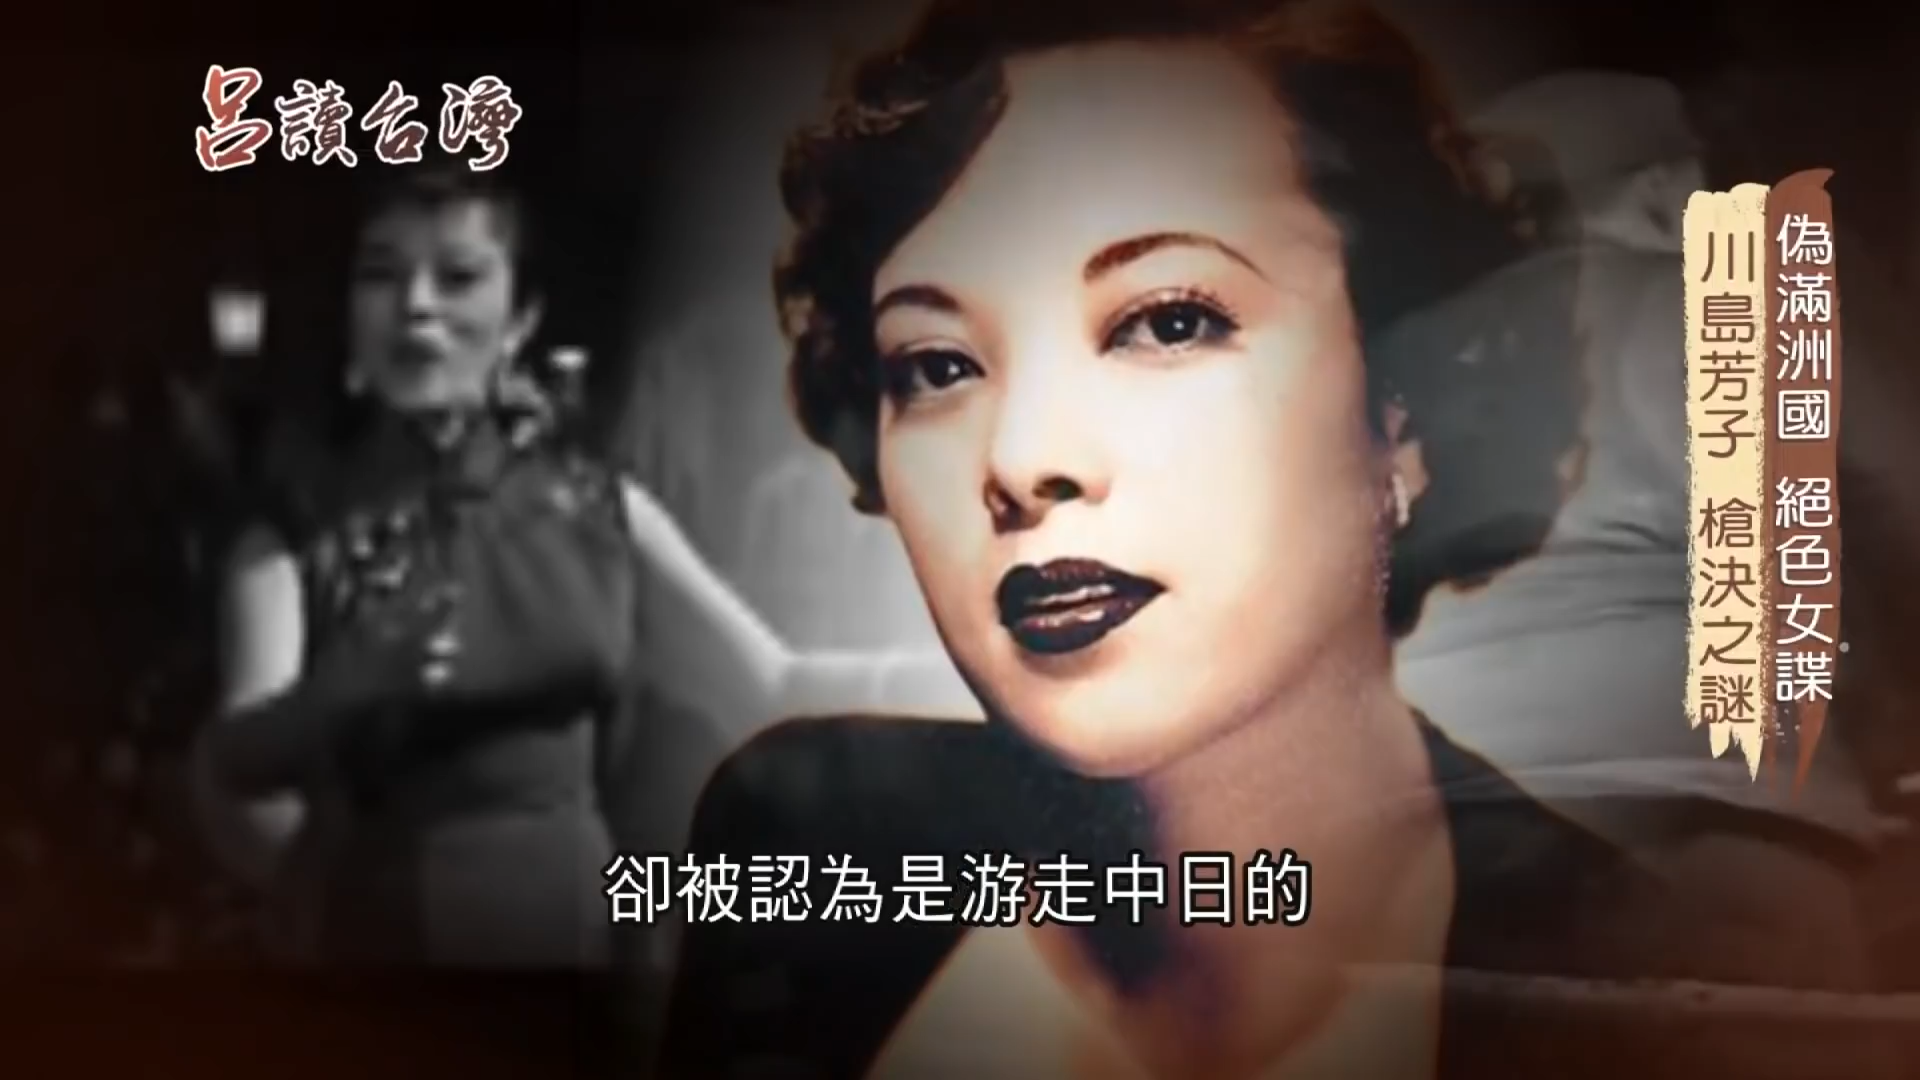 呂讀台灣
偽滿洲國 絕色女諜
川島芳子 槍決之謎
卻被認為是游走中日的